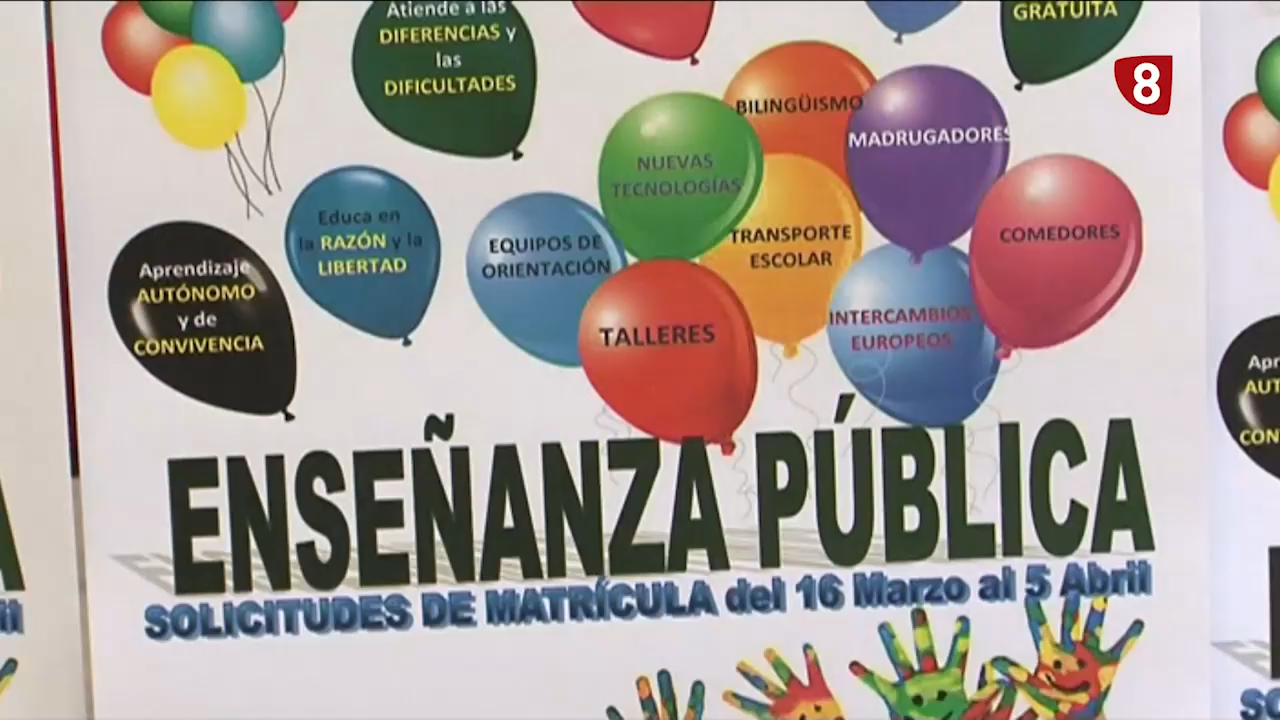 Atiende a las
DIFERENCIAS y
las
DIFICULTADES
GRATUITA
8
BILINGÜISMO
MADRUGADORES
NUEVAS
TECNOLOGÍAS
Educa en
la RAZÓN y la
LIBERTAD
EQUIPOS DE
ORIENTACIÓN
TRANSPORTE
ESCOLAR
COMEDORES
Aprendizaje
AUTÓNOMO
y de
CONVIVENCIA
TALLERES
INTERCAMBIOS
EUROPEOS
ENSEÑANZA PÚBLICA
SOLICITUDES DE MATRÍCULA del 16 Marzo al 5 Abril